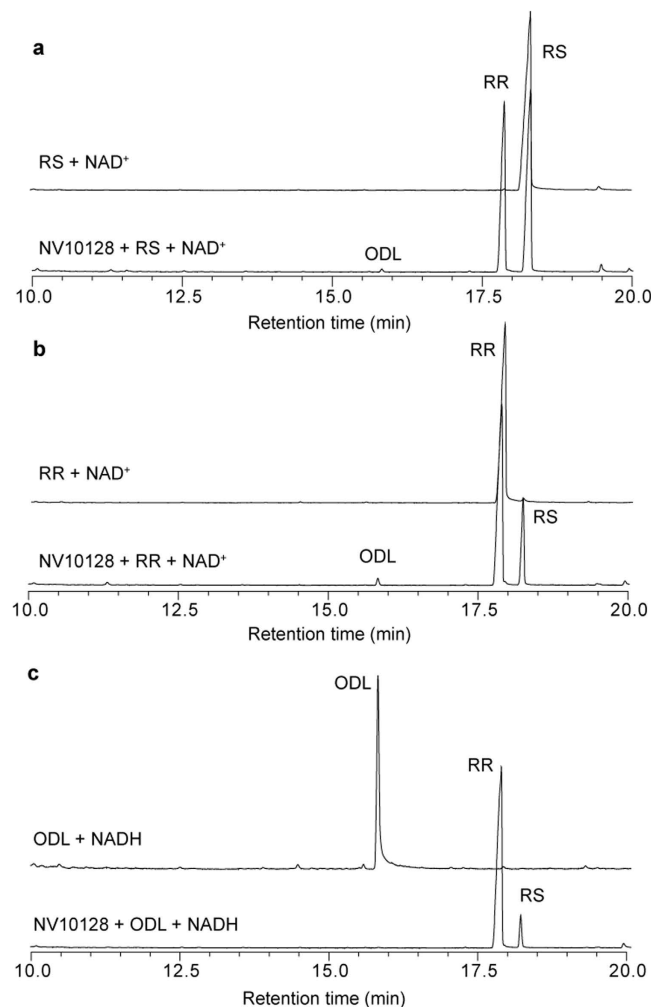 a
RS
RR
RS + NAD⁺
NV10128 + RS + NAD⁺
ODL
10.0 12.5 15.0 17.5 20.0
Retention time (min)
b
RR
RR + NAD⁺
RS
NV10128 + RR + NAD⁺
ODL
10.0 12.5 15.0 17.5 20.0
Retention time (min)
c
ODL
RR
ODL + NADH
RS
NV10128 + ODL + NADH
10.0 12.5 15.0 17.5 20.0
Retention time (min)